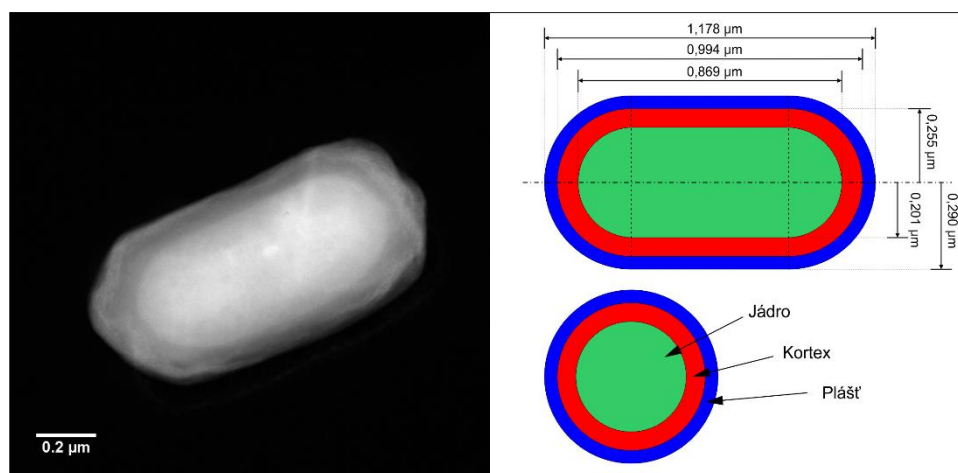 0.2 µm
1,178 µm
0,994 µm
0,869 µm
0,255 µm
0,201 µm
0,290 µm
Jádro
Kortex
Plášť